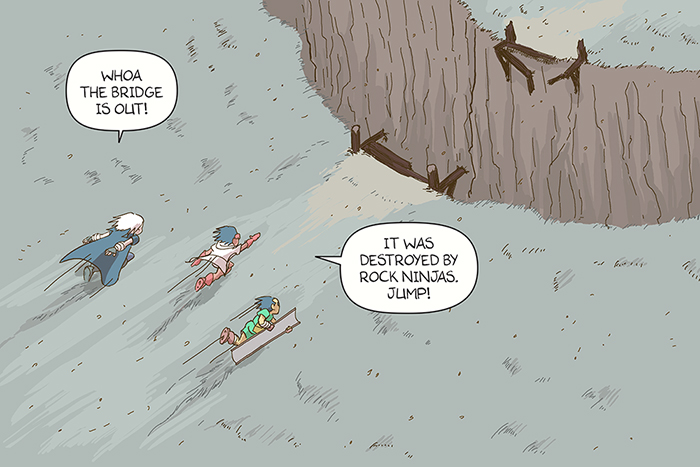 WHOA
THE BRIDGE
IS OUT!
IT WAS
DESTROYED BY
ROCK NINJAS.
JUMP!